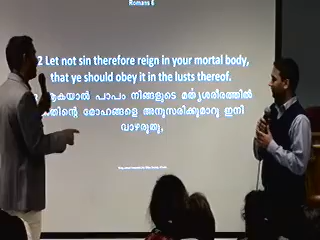 Romans 6
2 Let not sin therefore reign in your mortal body,
that ye should obey it in the lusts thereof.
ആകയാൽ പാപം നിങ്ങളുടെ മർത്യശരീരത്തിൽ
മോഹങ്ങളെ അനുസരിക്കുമാറു ഇനി
വാഴരുതു,